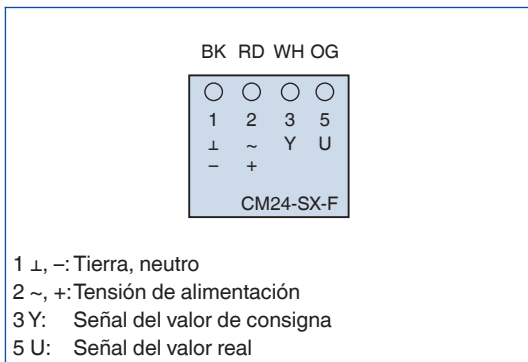 BK RD WH OG
1 2 3 5
⊥ ~ Y U
– +
CM24-SX-F
1 ⊥, –: Tierra, neutro
2 ~, +: Tensión de alimentación
3 Y: Señal del valor de consigna
5 U: Señal del valor real